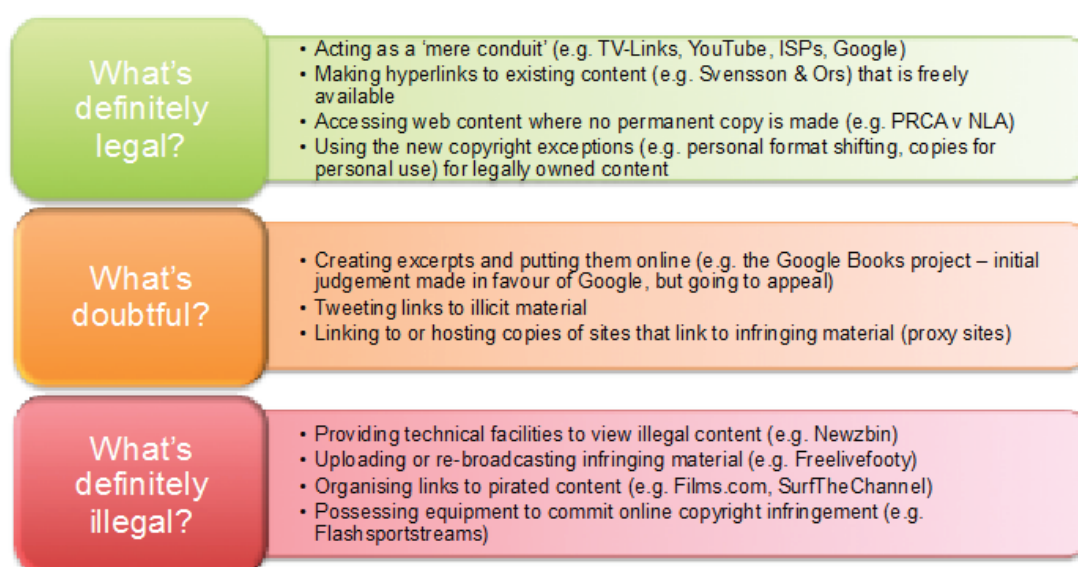 What's
definitely
legal?
• Acting as a 'mere conduit' (e.g. TV-Links, YouTube, ISPs, Google)
• Making hyperlinks to existing content (e.g. Svensson & Ors) that is freely
available
• Accessing web content where no permanent copy is made (e.g. PRCA v NLA)
• Using the new copyright exceptions (e.g. personal format shifting, copies for
personal use) for legally owned content
What's
doubtful?
• Creating excerpts and putting them online (e.g. the Google Books project – initial
judgement made in favour of Google, but going to appeal)
• Tweeting links to illicit material
• Linking to or hosting copies of sites that link to infringing material (proxy sites)
What's
definitely
illegal?
• Providing technical facilities to view illegal content (e.g. Newzbin)
• Uploading or re-broadcasting infringing material (e.g. Freelivefooty)
• Organising links to pirated content (e.g. Films.com, SurfTheChannel)
• Possessing equipment to commit online copyright infringement (e.g.
Flashsportstreams)